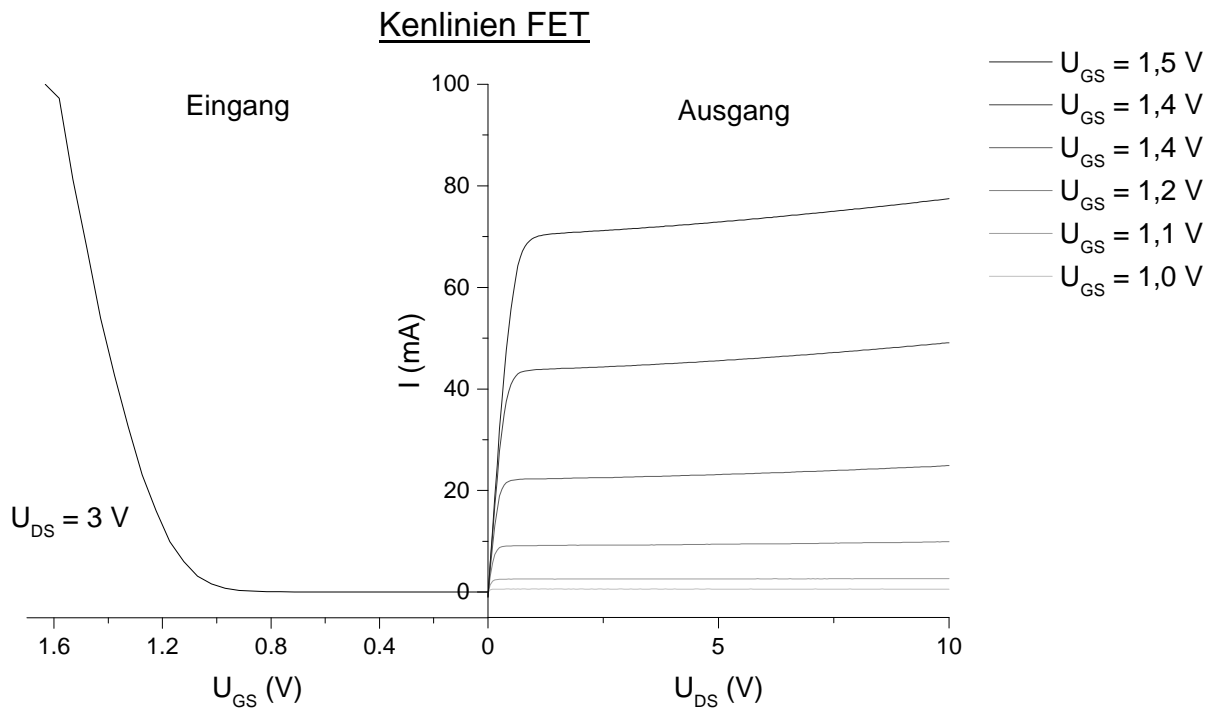 Kenlinien FET
Eingang
Ausgang
U_GS = 1,5 V
U_GS = 1,4 V
U_GS = 1,4 V
U_GS = 1,2 V
U_GS = 1,1 V
U_GS = 1,0 V
100
80
60
40
20
0
I (mA)
U_DS = 3 V
1.6 1.2 0.8 0.4 0 5 10
U_GS (V)
U_DS (V)